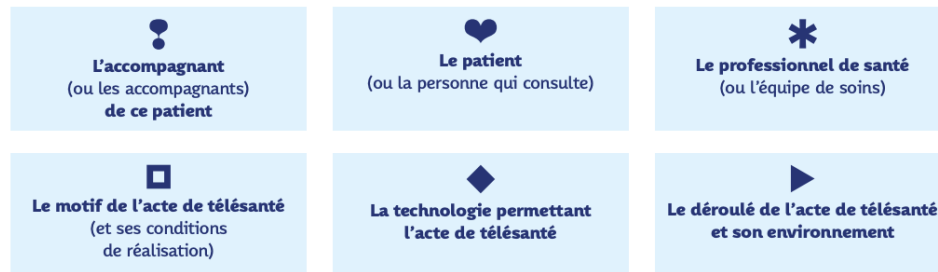 L'accompagnant
(ou les accompagnants)
de ce patient
Le patient
(ou la personne qui consulte)
Le professionnel de santé
(ou l'équipe de soins)
Le motif de l'acte de télésanté
(et ses conditions
de réalisation)
La technologie permettant
l'acte de télésanté
Le déroulé de l'acte de télésanté
et son environnement